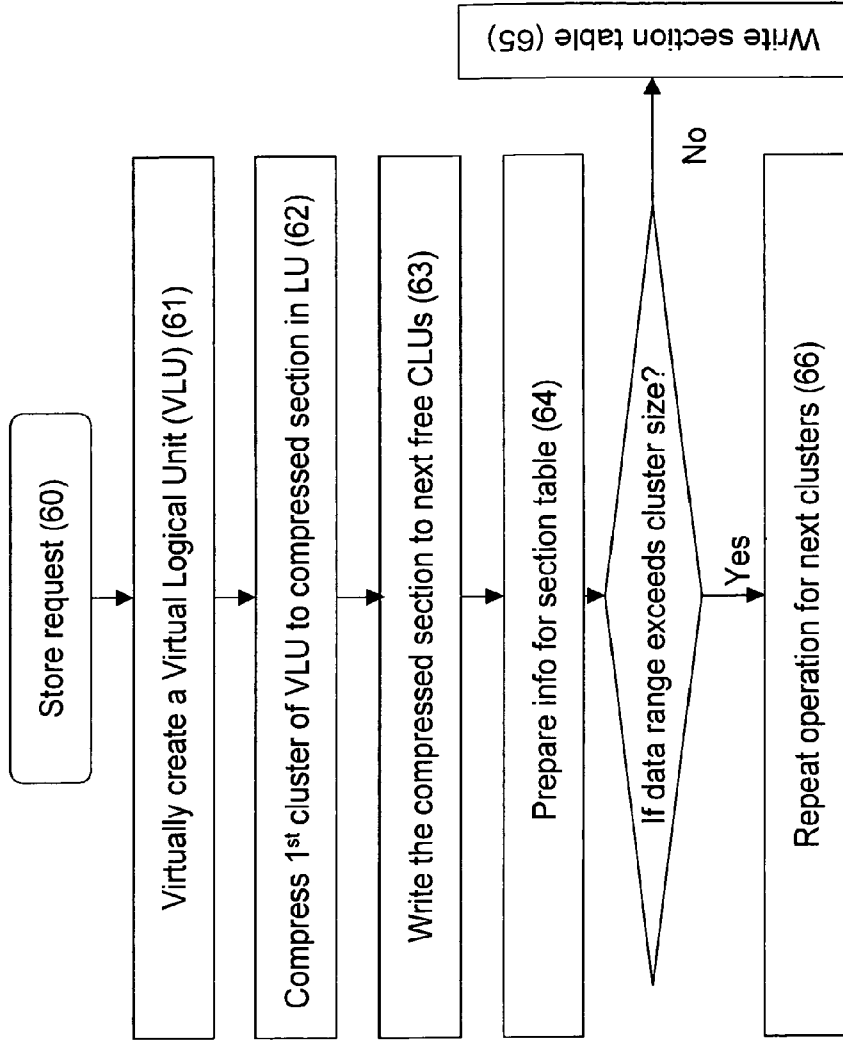 Store request (60)
Virtually create a Virtual Logical Unit (VLU) (61)
Compress 1st cluster of VLU to compressed section in LU (62)
Write the compressed section to next free CLUs (63)
Prepare info for section table (64)
If data range exceeds cluster size?
No
Write section table (65)
Yes
Repeat operation for next clusters (66)